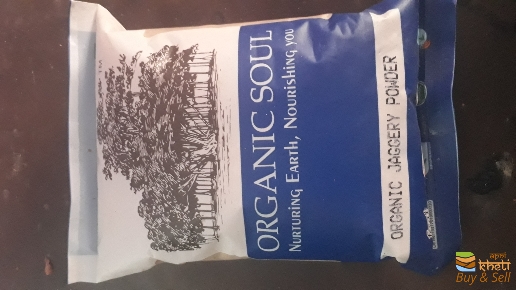 ORGANIC SOUL
NURTURING EARTH, NOURISHING YOU
ORGANIC JAGGERY POWDER
apni
kheti
Buy & Sell